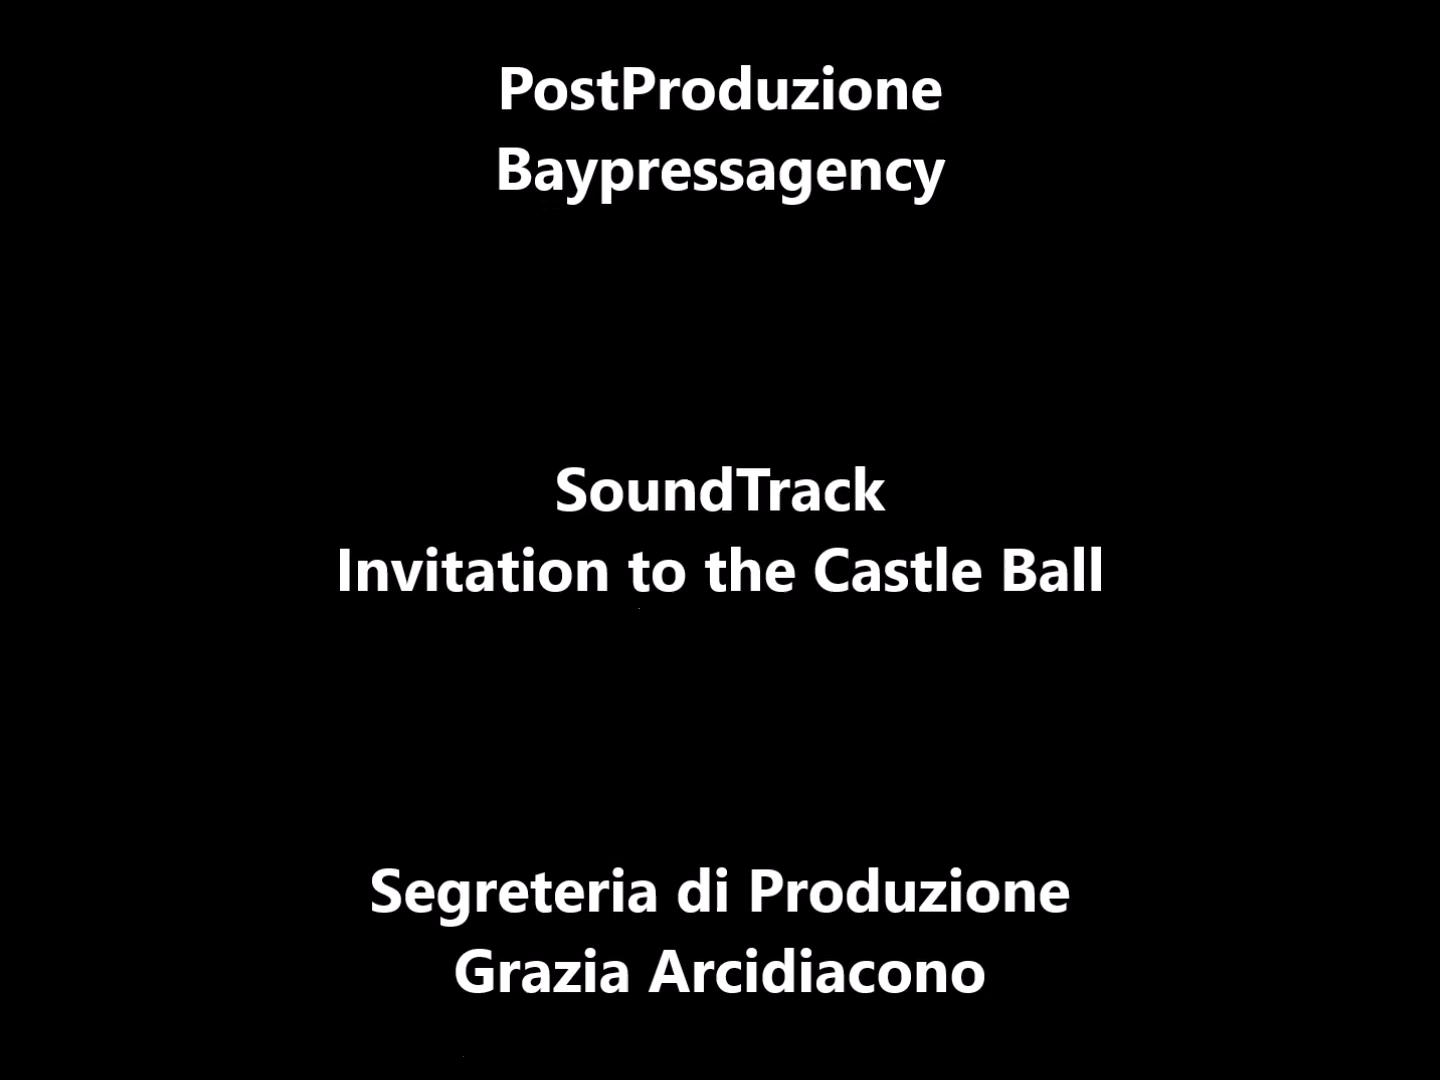 PostProduzione
Baypressagency
SoundTrack
Invitation to the Castle Ball
Segreteria di Produzione
Grazia Arcidiacono